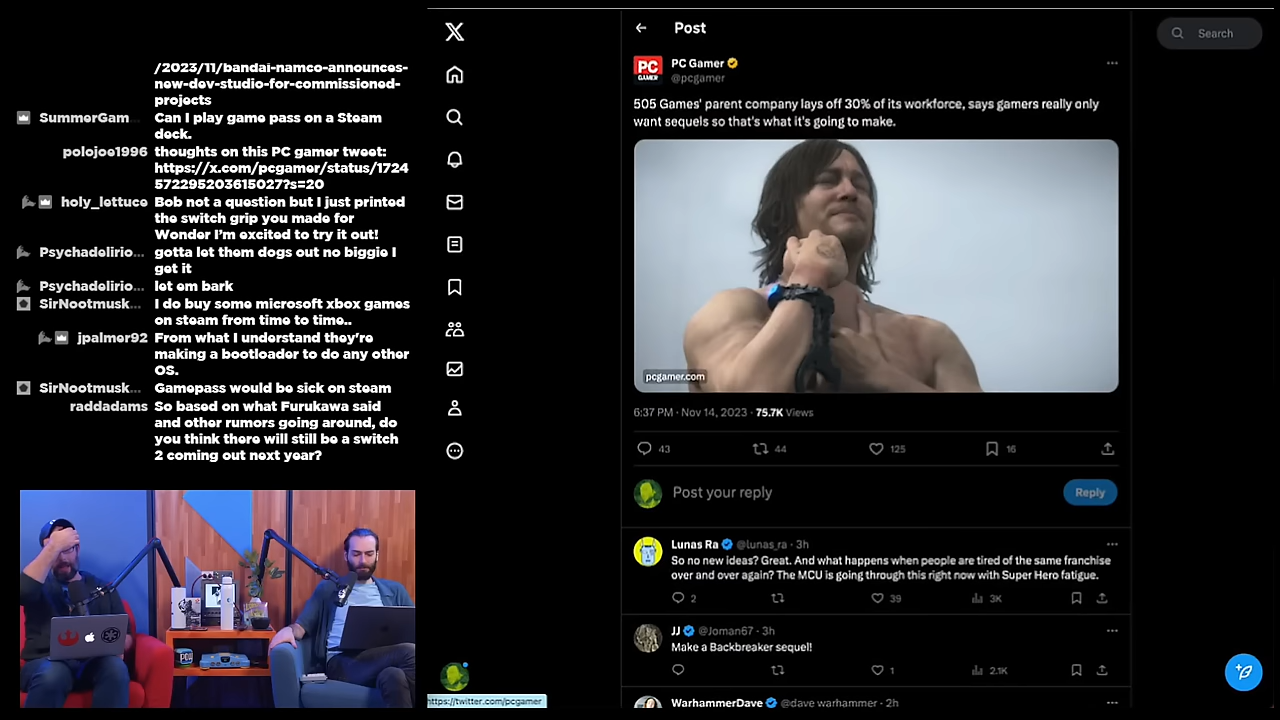 /2023/11/bandai-namco-announces-
new-dev-studio-for-commissioned-
projects
SummerGam... Can I play game pass on a Steam
deck.
polojoe1996 thoughts on this PC gamer tweet:
https://x.com/pcgamer/status/1724
572295203615027?s=20
holy_lettuce Bob not a question but I just printed
the switch grip you made for
Wonder I'm excited to try it out!
Psychadelirio... gotta let them dogs out no biggie I
get it
Psychadelirio... let em bark
SirNootmusk... I do buy some microsoft xbox games
on steam from time to time..
jpalmer92 From what I understand they're
making a bootloader to do any other
OS.
SirNootmusk... Gamepass would be sick on steam
raddadams So based on what Furukawa said
and other rumors going around, do
you think there will still be a switch
2 coming out next year?
Post
Search
PC Gamer
@pcgamer
PC
GAMER
505 Games' parent company lays off 30% of its workforce, says gamers really only
want sequels so that's what it's going to make.
pcgamer.com
6:37 PM · Nov 14, 2023 · 75.7K Views
43 44 125 16
Post your reply
Reply
Lunas Ra @lunas_ra · 3h
So no new ideas? Great. And what happens when people are tired of the same franchise
over and over again? The MCU is going through this right now with Super Hero fatigue.
2 39 3K
JJ @Joman67 · 3h
Make a Backbreaker sequel!
1 2.1K
WarhammerDave @dave_warhammer · 2h
https://twitter.com/pcgamer